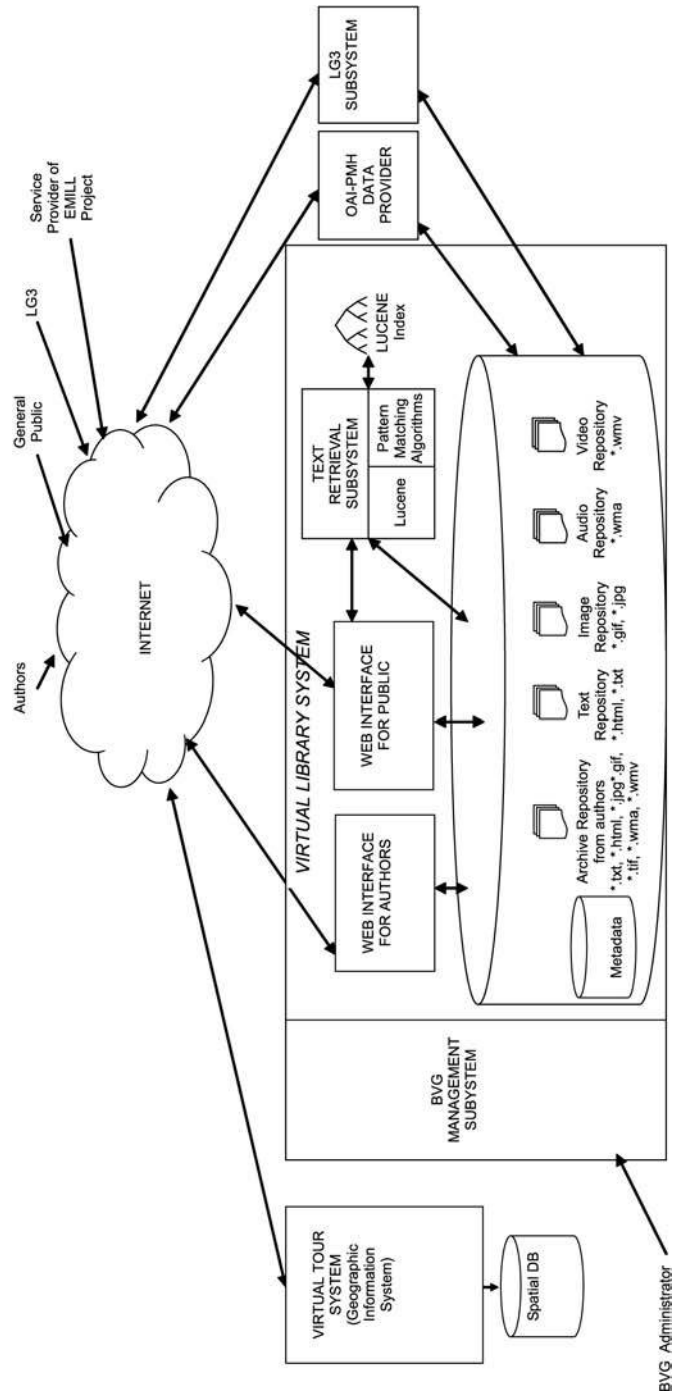 Authors
General
Public
LG3
Service
Provider of
EMILL
Project
INTERNET
VIRTUAL TOUR
SYSTEM
(Geographic
Information
System)
Spatial DB
BVG Administrator
BVG
MANAGEMENT
SUBYSTEM
VIRTUAL LIBRARY SYSTEM
WEB INTERFACE
FOR AUTHORS
WEB INTERFACE
FOR PUBLIC
TEXT
RETRIEVAL
SUBSYSTEM
Lucene
Pattern
Matching
Algorithms
LUCENE
Index
OAI-PMH
DATA
PROVIDER
LG3
SUBSYSTEM
Metadata
Archive Repository
from authors
*.txt, *.html, *.jpg*.gif,
*.tif, *.wma, *.wmv
Text
Repository
*.html, *.txt
Image
Repository
*.gif, *.jpg
Audio
Repository
*.wma
Video
Repository
*.wmv